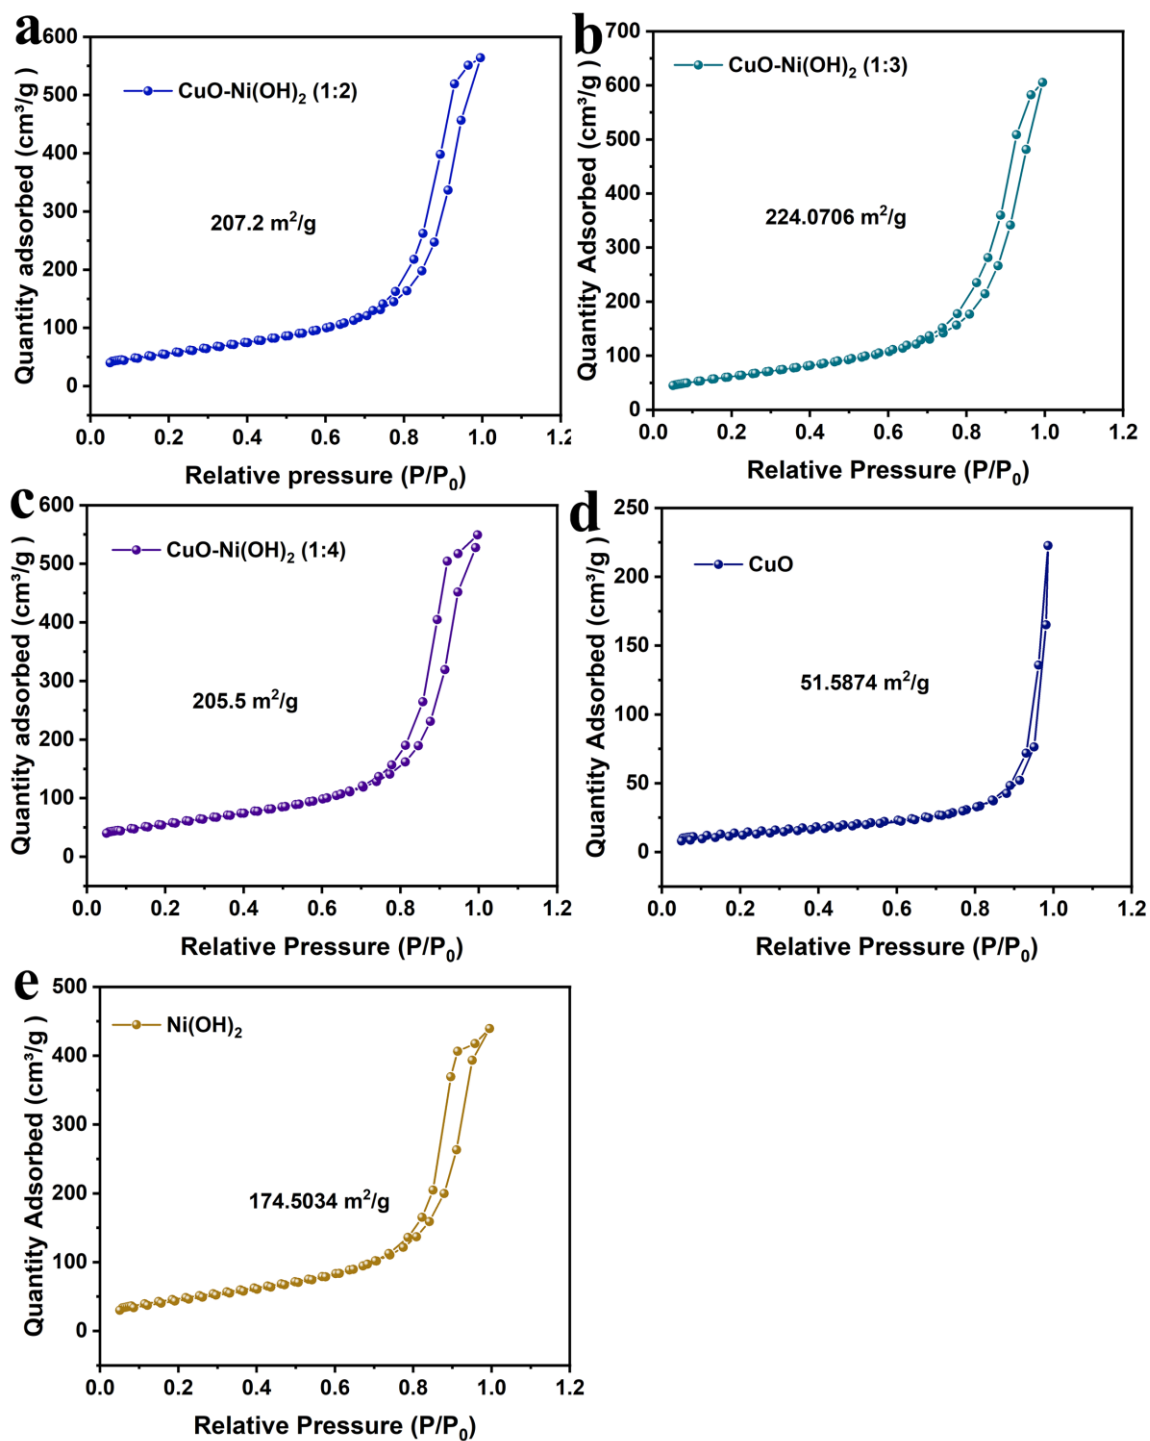 a
600
500
400
300
200
100
0
Quantity adsorbed (cm³/g )
CuO-Ni(OH)₂ (1:2)
207.2 m²/g
0.0 0.2 0.4 0.6 0.8 1.0 1.2
Relative pressure (P/P₀)
b
700
600
500
400
300
200
100
0
Quantity Adsorbed (cm³/g )
CuO-Ni(OH)₂ (1:3)
224.0706 m²/g
0.0 0.2 0.4 0.6 0.8 1.0 1.2
Relative Pressure (P/P₀)
c
600
500
400
300
200
100
0
Quantity adsorbed (cm³/g )
CuO-Ni(OH)₂ (1:4)
205.5 m²/g
0.0 0.2 0.4 0.6 0.8 1.0 1.2
Relative Pressure (P/P₀)
d
250
200
150
100
50
0
Quantity Adsorbed (cm³/g )
CuO
51.5874 m²/g
0.0 0.2 0.4 0.6 0.8 1.0 1.2
Relative Pressure (P/P₀)
e
500
400
300
200
100
0
Quantity Adsorbed (cm³/g )
Ni(OH)₂
174.5034 m²/g
0.0 0.2 0.4 0.6 0.8 1.0 1.2
Relative Pressure (P/P₀)